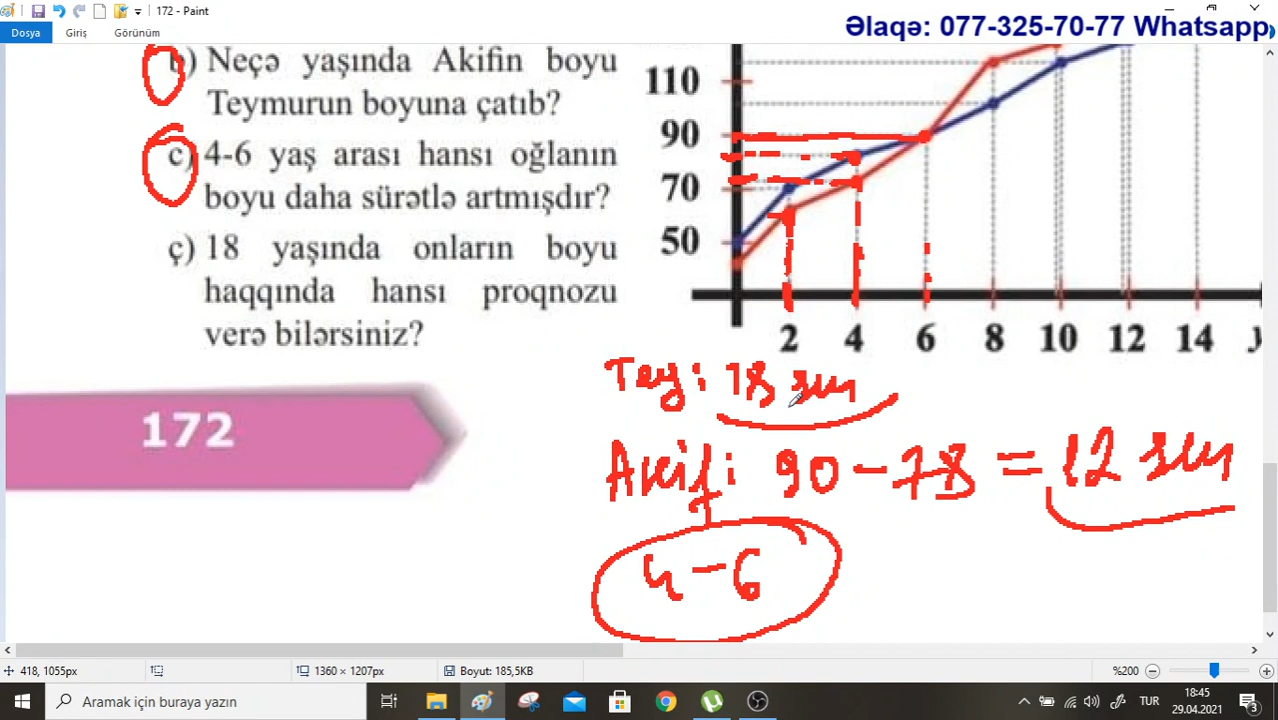 172 - Paint
Əlaqə: 077-325-70-77 Whatsapp
Dosya Giriş Görünüm
b) Neçə yaşında Akifin boyu
Teymurun boyuna çatıb?
c) 4-6 yaş arası hansı oğlanın
boyu daha sürətlə artmışdır?
ç) 18 yaşında onların boyu
haqqında hansı proqnozu
verə bilərsiniz?
172
110
90
70
50
2 4 6 8 10 12 14
Tey: 18 sm
Akif: 90-78=12 sm
4-6
418, 1055px
1360 × 1207px
Boyut: 185,5KB
%200
Aramak için buraya yazın
TUR
18:45
29.04.2021
3